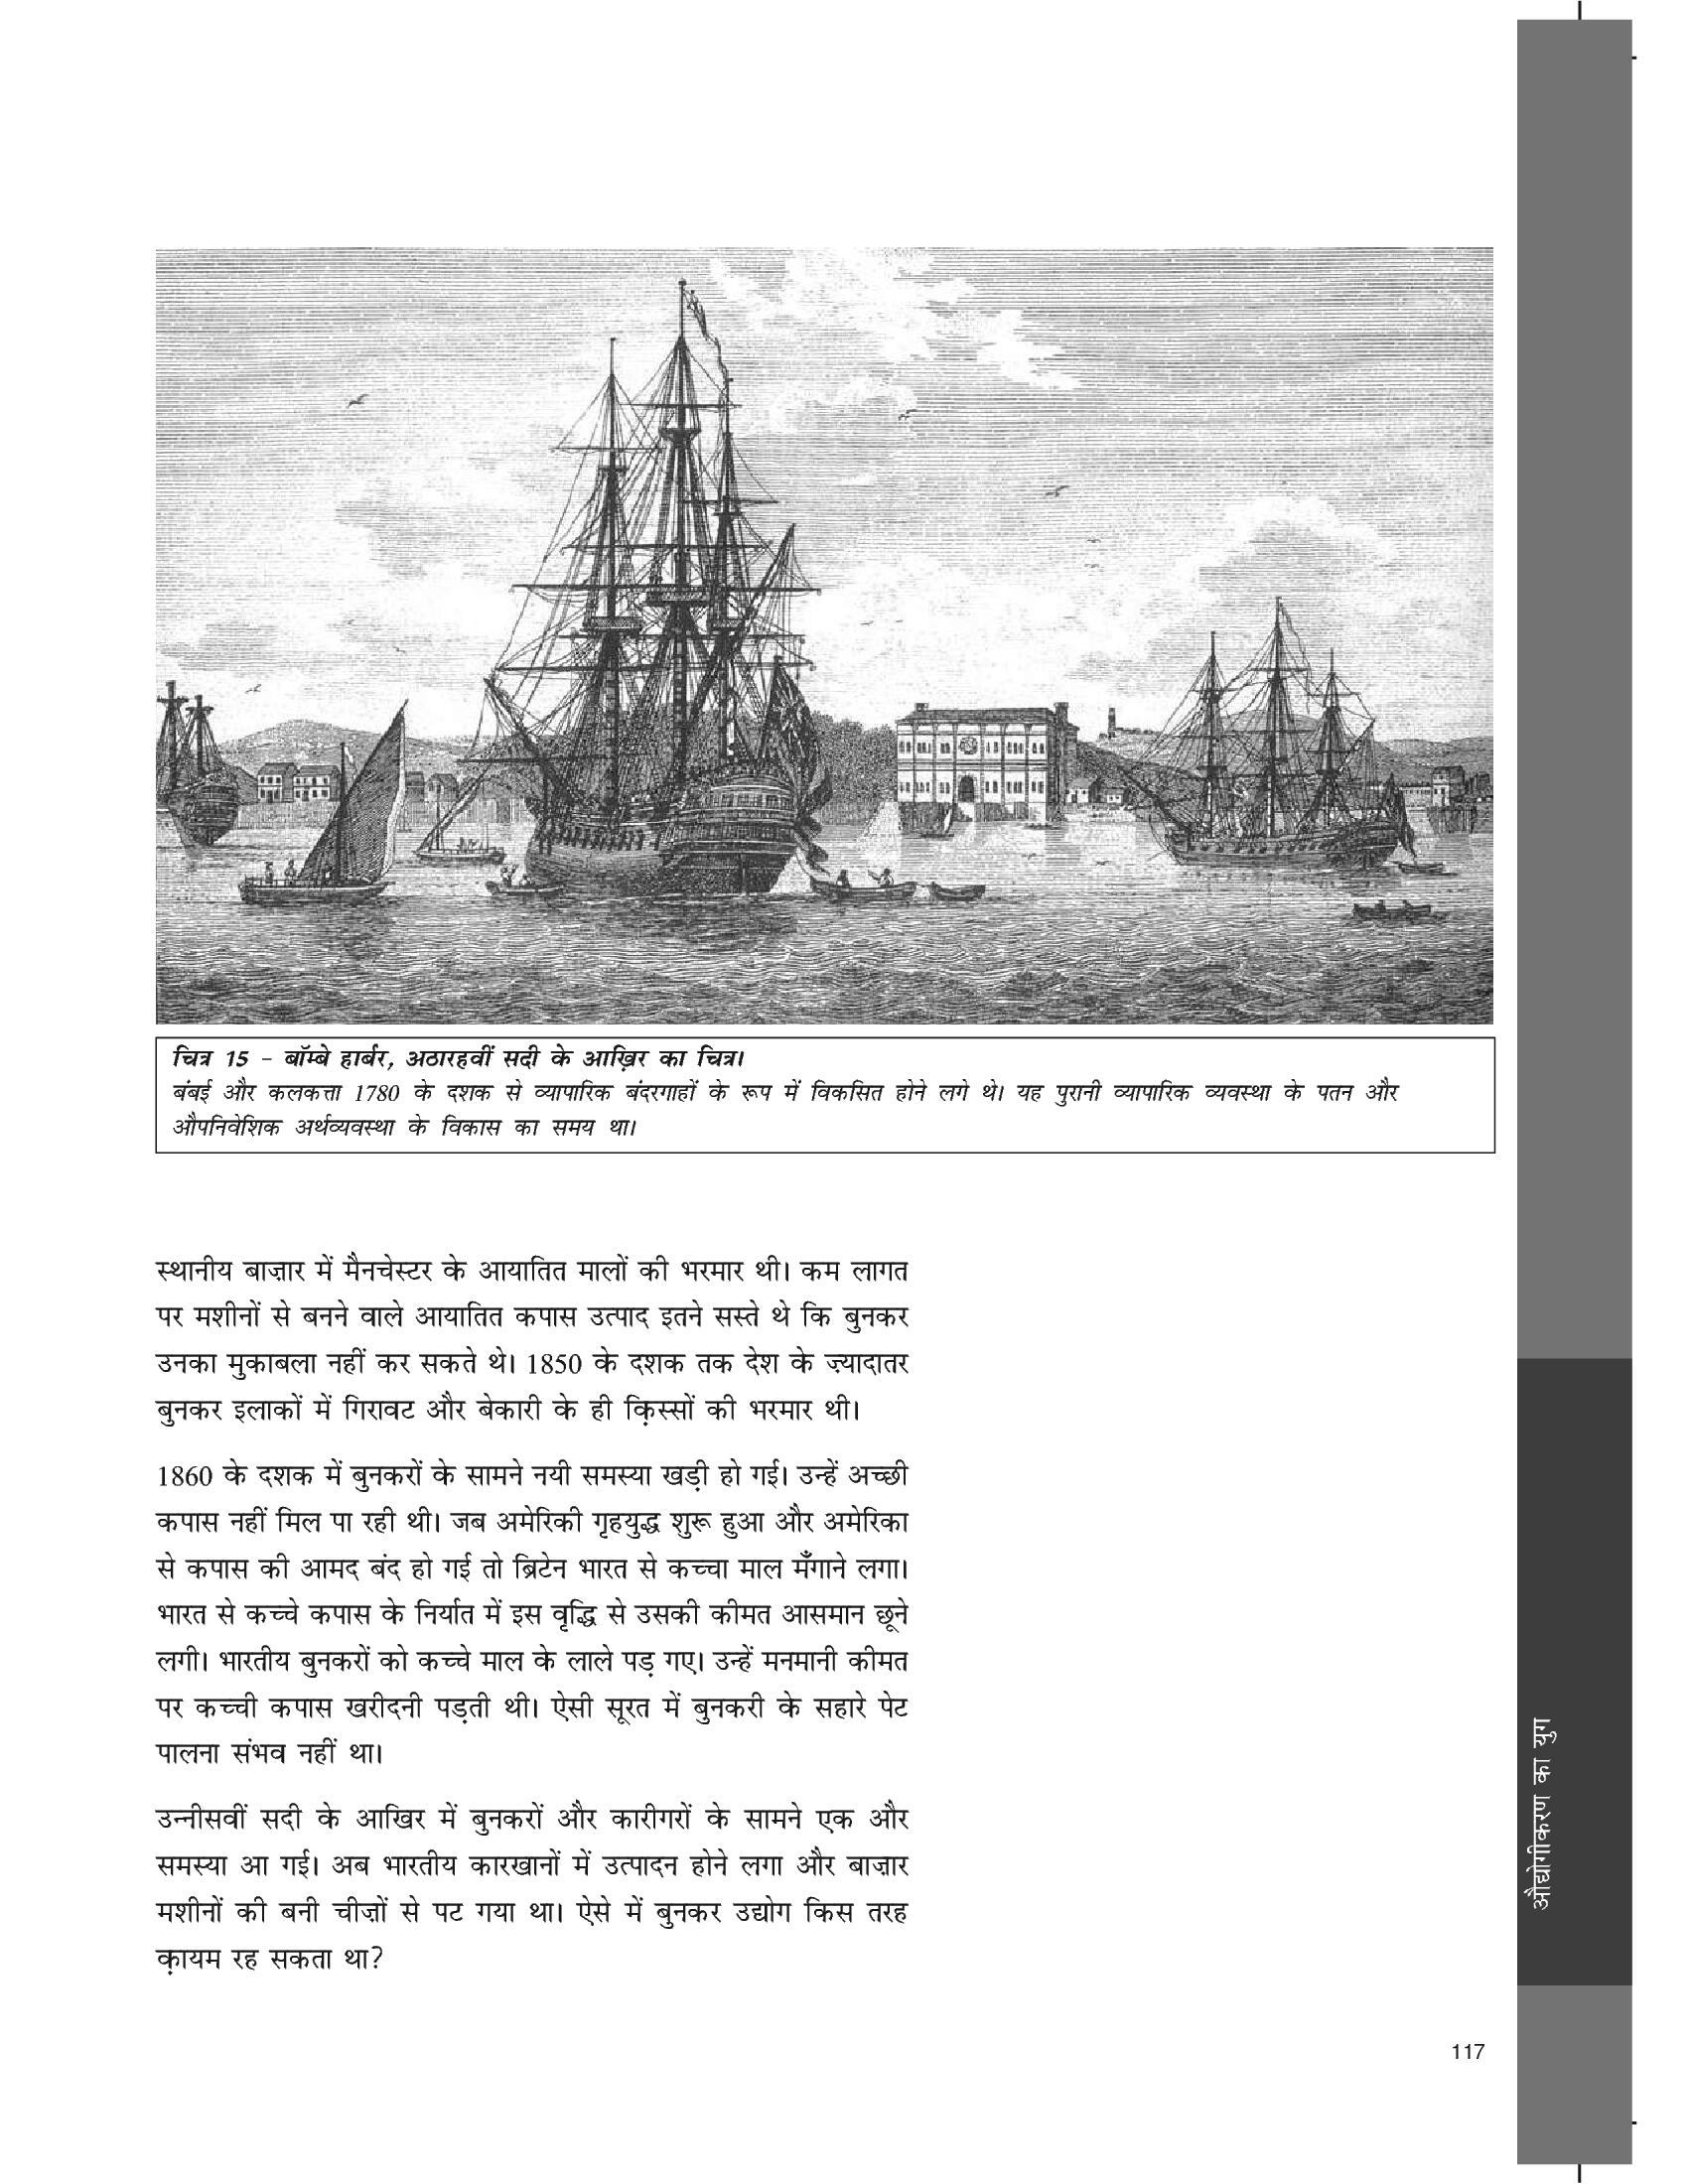 चित्र 15 – बॉम्बे हार्बर, अठारहवीं सदी के आख़िर का चित्र।
बंबई और कलकत्ता 1780 के दशक से व्यापारिक बंदरगाहों के रूप में विकसित होने लगे थे। यह पुरानी व्यापारिक व्यवस्था के पतन और
औपनिवेशिक अर्थव्यवस्था के विकास का समय था।
स्थानीय बाज़ार में मैनचेस्टर के आयातित मालों की भरमार थी। कम लागत
पर मशीनों से बनने वाले आयातित कपास उत्पाद इतने सस्ते थे कि बुनकर
उनका मुकाबला नहीं कर सकते थे। 1850 के दशक तक देश के ज़्यादातर
बुनकर इलाकों में गिरावट और बेकारी के ही क़िस्सों की भरमार थी।
1860 के दशक में बुनकरों के सामने नयी समस्या खड़ी हो गई। उन्हें अच्छी
कपास नहीं मिल पा रही थी। जब अमेरिकी गृहयुद्ध शुरू हुआ और अमेरिका
से कपास की आमद बंद हो गई तो ब्रिटेन भारत से कच्चा माल मँगाने लगा।
भारत से कच्चे कपास के निर्यात में इस वृद्धि से उसकी कीमत आसमान छूने
लगी। भारतीय बुनकरों को कच्चे माल के लाले पड़ गए। उन्हें मनमानी कीमत
पर कच्ची कपास खरीदनी पड़ती थी। ऐसी सूरत में बुनकरी के सहारे पेट
पालना संभव नहीं था।
उन्नीसवीं सदी के आखिर में बुनकरों और कारीगरों के सामने एक और
समस्या आ गई। अब भारतीय कारखानों में उत्पादन होने लगा और बाज़ार
मशीनों की बनी चीज़ों से पट गया था। ऐसे में बुनकर उद्योग किस तरह
क़ायम रह सकता था?
औद्योगीकरण का युग
117